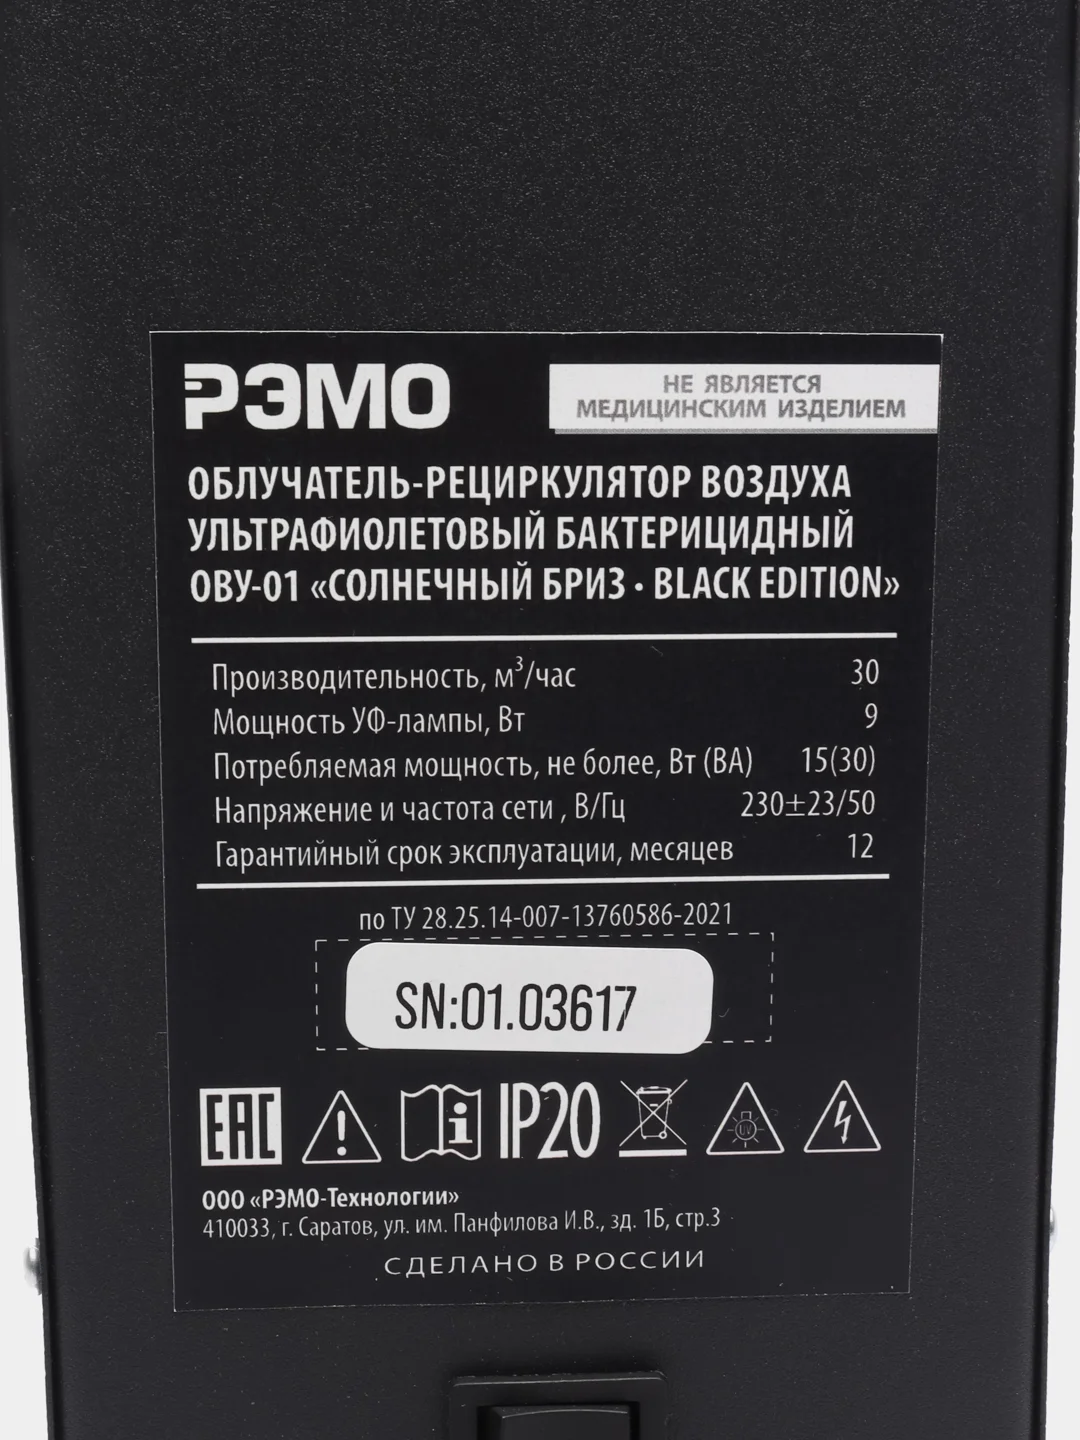 РЭМО
НЕ ЯВЛЯЕТСЯ
МЕДИЦИНСКИМ ИЗДЕЛИЕМ
ОБЛУЧАТЕЛЬ-РЕЦИРКУЛЯТОР ВОЗДУХА
УЛЬТРАФИОЛЕТОВЫЙ БАКТЕРИЦИДНЫЙ
ОВУ-01 «СОЛНЕЧНЫЙ БРИЗ · BLACK EDITION»
Производительность, м³/час 30
Мощность УФ-лампы, Вт 9
Потребляемая мощность, не более, Вт (ВА) 15(30)
Напряжение и частота сети , В/Гц 230±23/50
Гарантийный срок эксплуатации, месяцев 12
по ТУ 28.25.14-007-13760586-2021
SN:01.03617
EAC IP20 UV
ООО «РЭМО-Технологии»
410033, г. Саратов, ул. им. Панфилова И.В., зд. 1Б, стр.3
СДЕЛАНО В РОССИИ